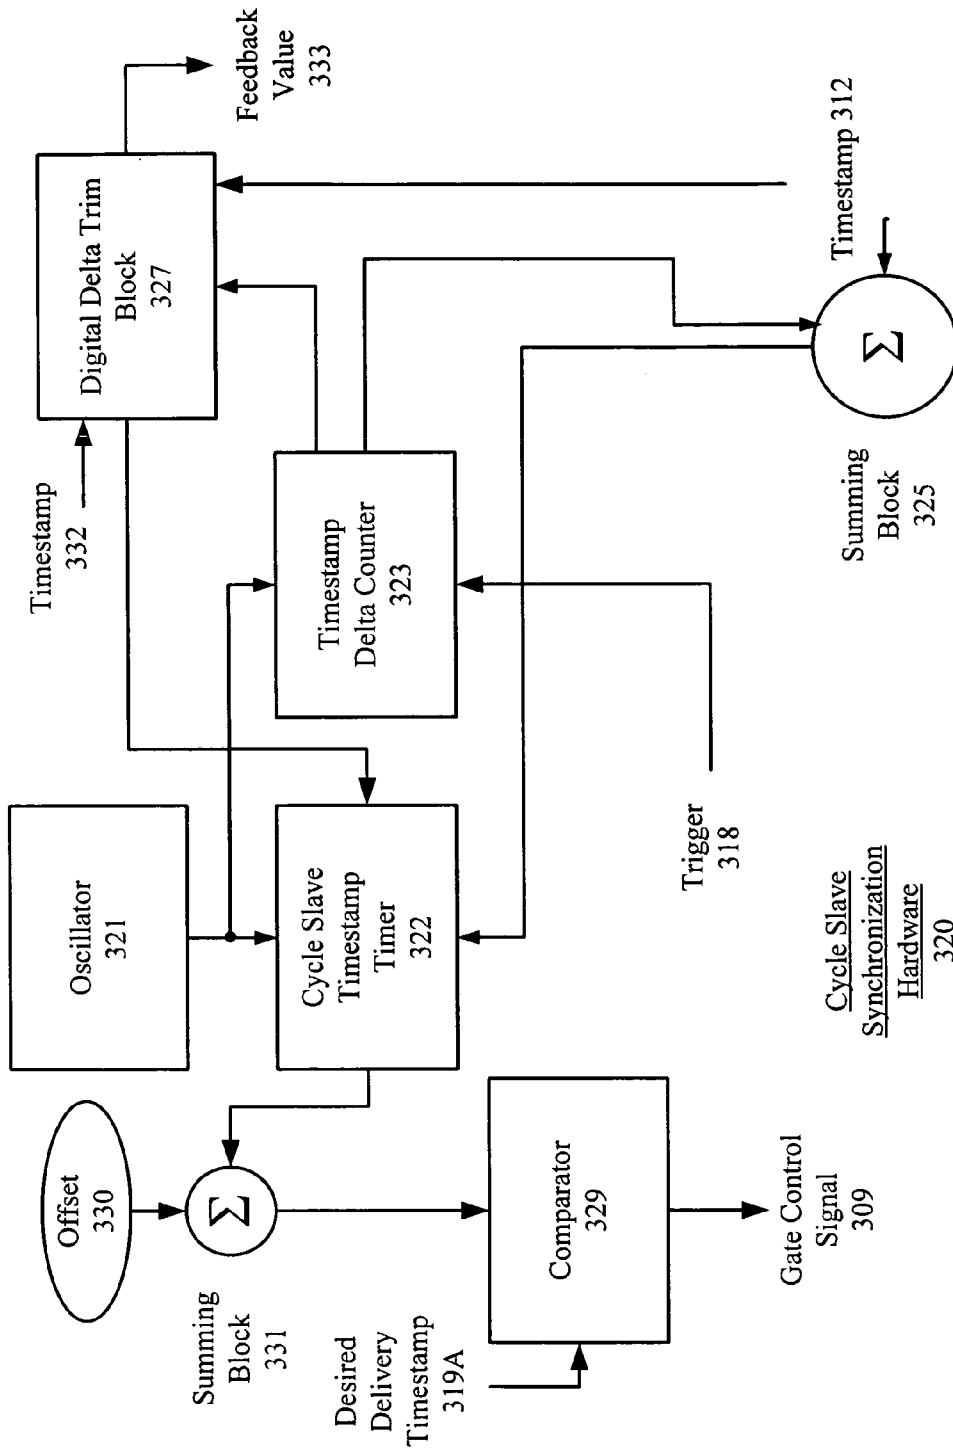 Offset
330
Oscillator
321
Timestamp
332
Digital Delta Trim
Block
327
Feedback
Value
333
Summing
Block
331
Σ
Cycle Slave
Timestamp
Timer
322
Timestamp
Delta Counter
323
Desired
Delivery
Timestamp
319A
Comparator
329
Gate Control
Signal
309
Trigger
318
Timestamp 312
Σ
Summing
Block
325
Cycle Slave
Synchronization
Hardware
320